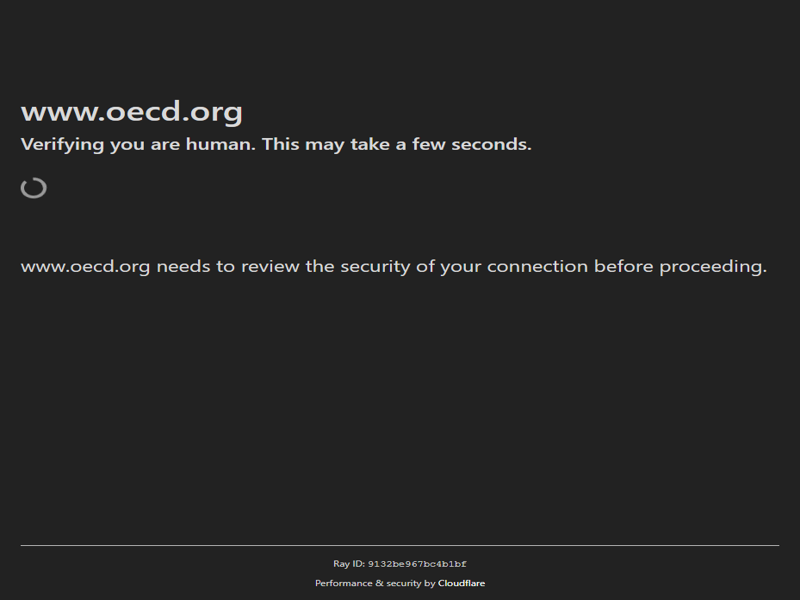 www.oecd.org
Verifying you are human. This may take a few seconds.
www.oecd.org needs to review the security of your connection before proceeding.
Ray ID: 9132be967bc4b1bf
Performance & security by Cloudflare